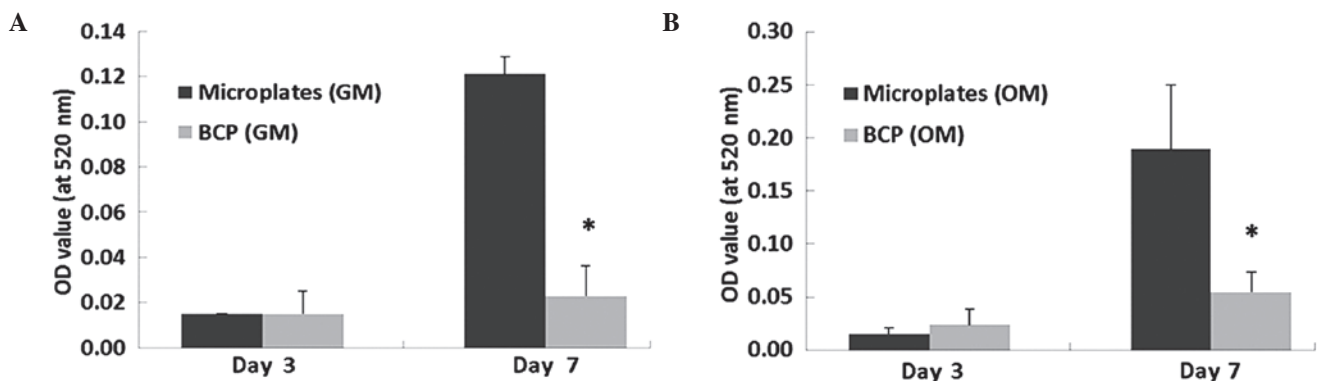 A
OD value (at 520 nm)
0.14
0.12
0.10
0.08
0.06
0.04
0.02
0.00
Microplates (GM)
BCP (GM)
*
Day 3
Day 7
B
OD value (at 520 nm)
0.30
0.25
0.20
0.15
0.10
0.05
0.00
Microplates (OM)
BCP (OM)
*
Day 3
Day 7